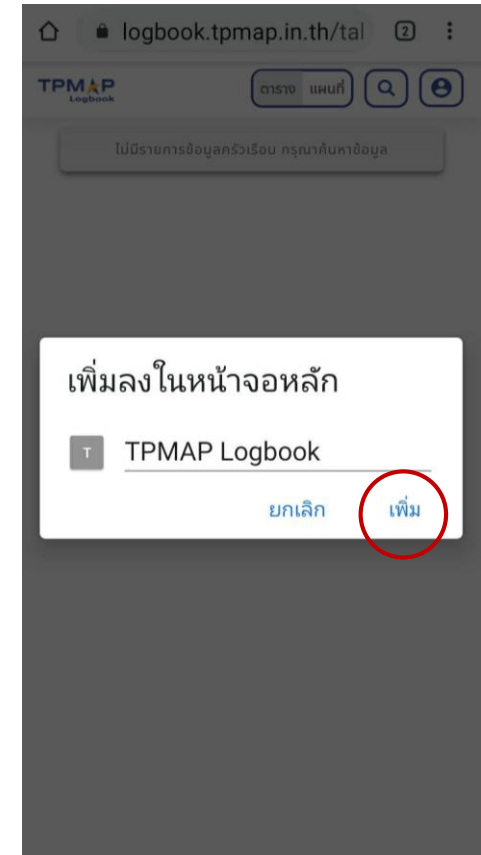 logbook.tpmap.in.th/tal 2
TPMAP
Logbook
ตาราง แผนที่
ไม่มีรายการข้อมูลครัวเรือน กรุณาค้นหาข้อมูล
เพิ่มลงในหน้าจอหลัก
T TPMAP Logbook
ยกเลิก เพิ่ม